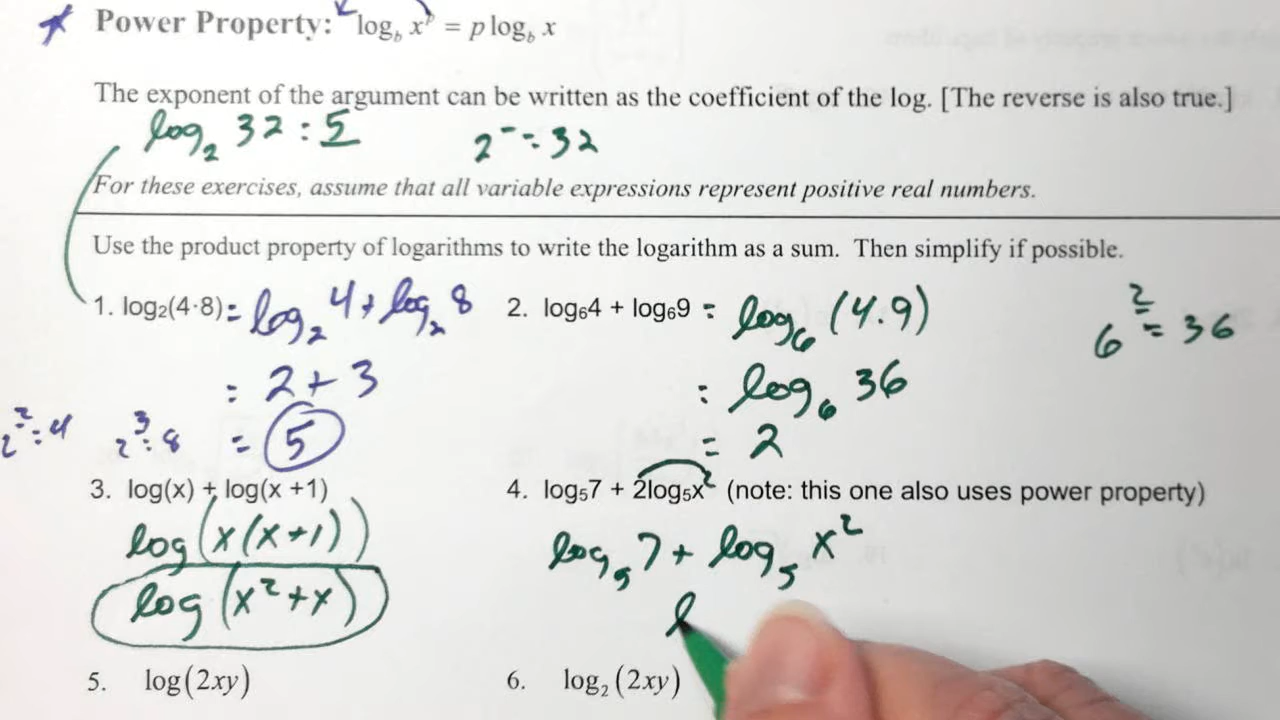 Power Property: log_b x^p = p log_b x
The exponent of the argument can be written as the coefficient of the log. [The reverse is also true.]
log₂ 32 = 5 2 = 32
For these exercises, assume that all variable expressions represent positive real numbers.
Use the product property of logarithms to write the logarithm as a sum. Then simplify if possible.
1. log₂(4·8) = log₂ 4 + log₂ 8
= 2 + 3
2² = 4 2³ = 8 = 5
2. log₆4 + log₆9 = log₆ (4·9) 6² = 36
= log₆ 36
= 2
3. log(x) + log(x +1)
log(x(x+1))
log(x²+x)
4. log₅7 + 2log₅x² (note: this one also uses power property)
log₅ 7 + log₅ x²
l
5. log(2xy)
6. log₂(2xy)